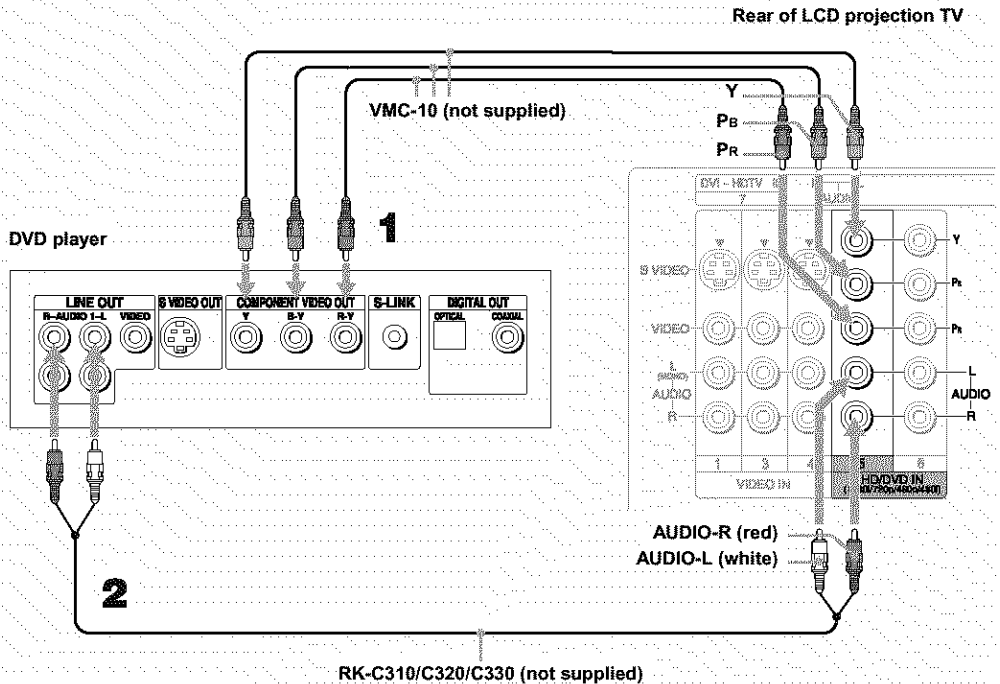 Rear of LCD projection TV
VMC-10 (not supplied)
Y
PB
PR
1
DVD player
LINE OUT
R–AUDIO 1–L VIDEO
S VIDEO OUT
COMPONENT VIDEO OUT
Y B-Y R-Y
S-LINK
DIGITAL OUT
OPTICAL COAXIAL
DVI - HDTV
7
S VIDEO
VIDEO
L
(MONO)
AUDIO
R
Y
PR
L
AUDIO
R
1 3 4 5 6
VIDEO IN
HD/DVD IN
AUDIO-R (red)
AUDIO-L (white)
2
RK-C310/C320/C330 (not supplied)